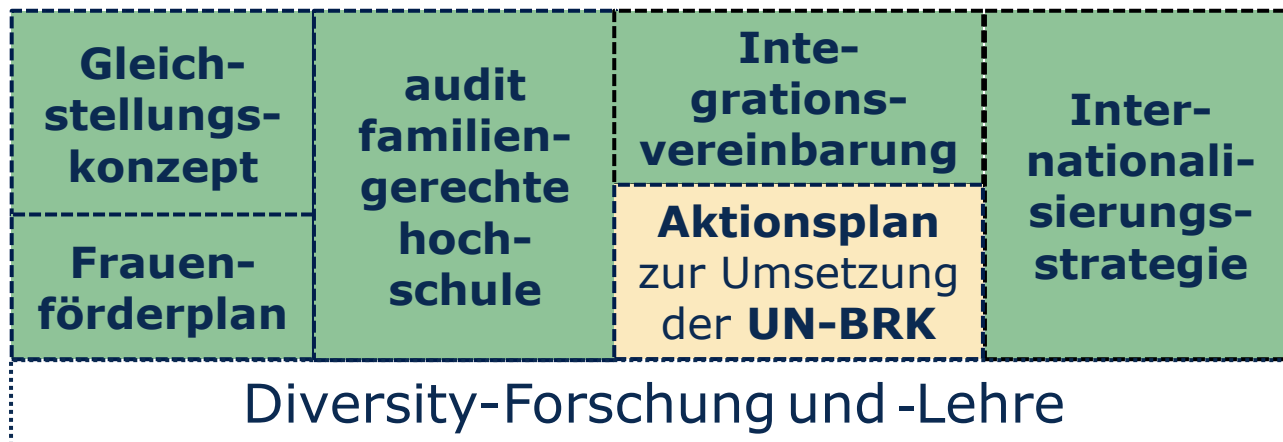 Gleich-
stellungs-
konzept
Frauen-
förderplan
audit
familien-
gerechte
hoch-
schule
Inte-
grations-
vereinbarung
Aktionsplan
zur Umsetzung
der UN-BRK
Inter-
nationali-
sierungs-
strategie
Diversity-Forschung und -Lehre